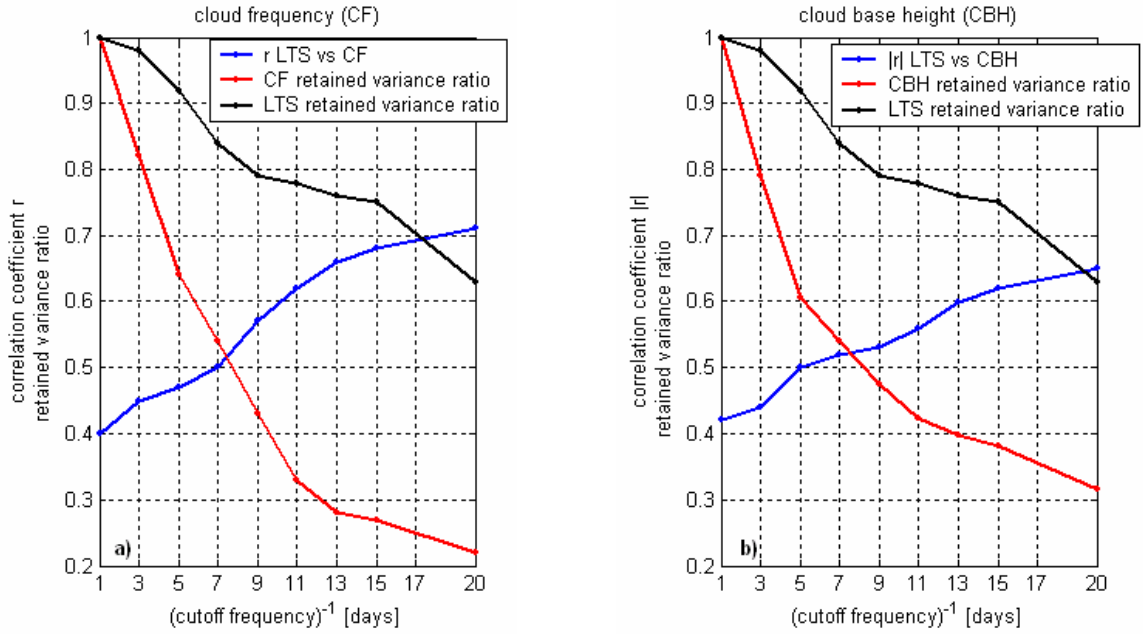 cloud frequency (CF)
r LTS vs CF
CF retained variance ratio
LTS retained variance ratio
correlation coefficient r
retained variance ratio
1
0.9
0.8
0.7
0.6
0.5
0.4
0.3
0.2
a)
1 3 5 7 9 11 13 15 17 20
(cutoff frequency)⁻¹ [days]
cloud base height (CBH)
|r| LTS vs CBH
CBH retained variance ratio
LTS retained variance ratio
correlation coefficient |r|
retained variance ratio
1
0.9
0.8
0.7
0.6
0.5
0.4
0.3
0.2
b)
1 3 5 7 9 11 13 15 17 20
(cutoff frequency)⁻¹ [days]